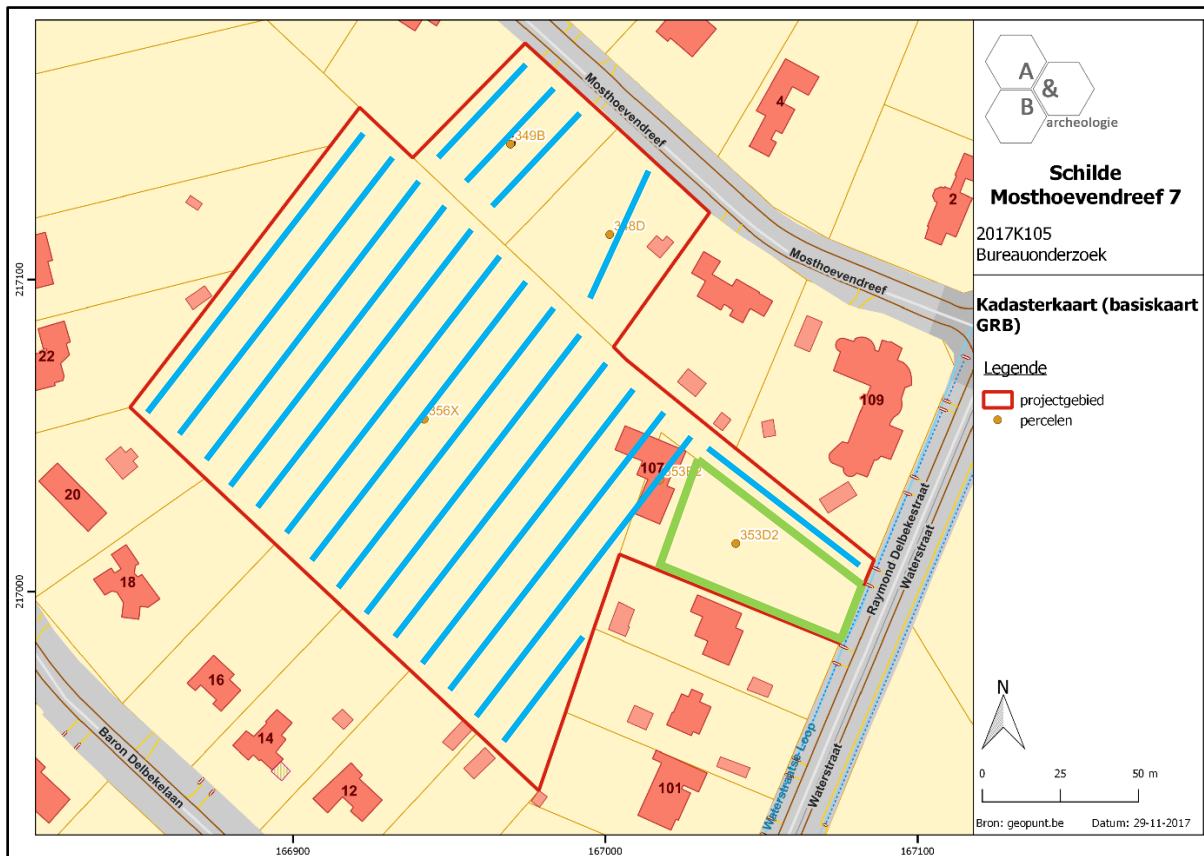 Mosthoevendreef
4
349B
2
348D
Mosthoevendreef
217100
22
356X
109
107
353E2
20
353D2
Raymond Delbekestraat
Waterstraat
217000
18
16
14
Baron Delbekelaan
12
101
Waterstraatse Loop
Waterstraat
166900
167000
167100
A
&
B
archeologie
Schilde
Mosthoevendreef 7
2017K105
Bureauonderzoek
Kadasterkaart (basiskaart
GRB)
Legende
projectgebied
percelen
N
0 25 50 m
Bron: geopunt.be Datum: 29-11-2017